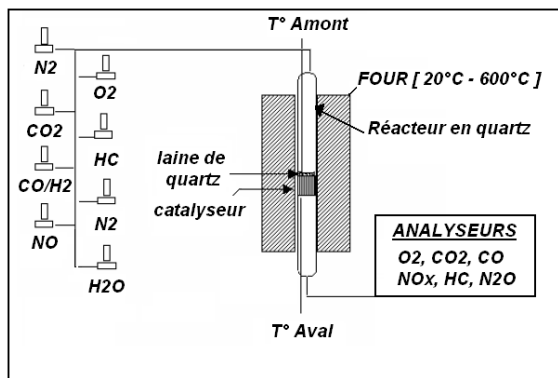 T° Amont
N2
O2
CO2
HC
CO/H2
N2
NO
H2O
FOUR [ 20°C - 600°C ]
Réacteur en quartz
laine de
quartz
catalyseur
ANALYSEURS
O2, CO2, CO
NOx, HC, N2O
T° Aval